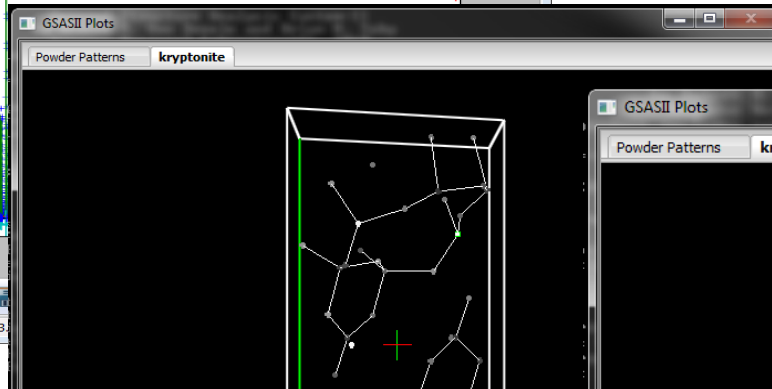 GSASII Plots
Powder Patterns kryptonite
GSASII Plots
Powder Patterns